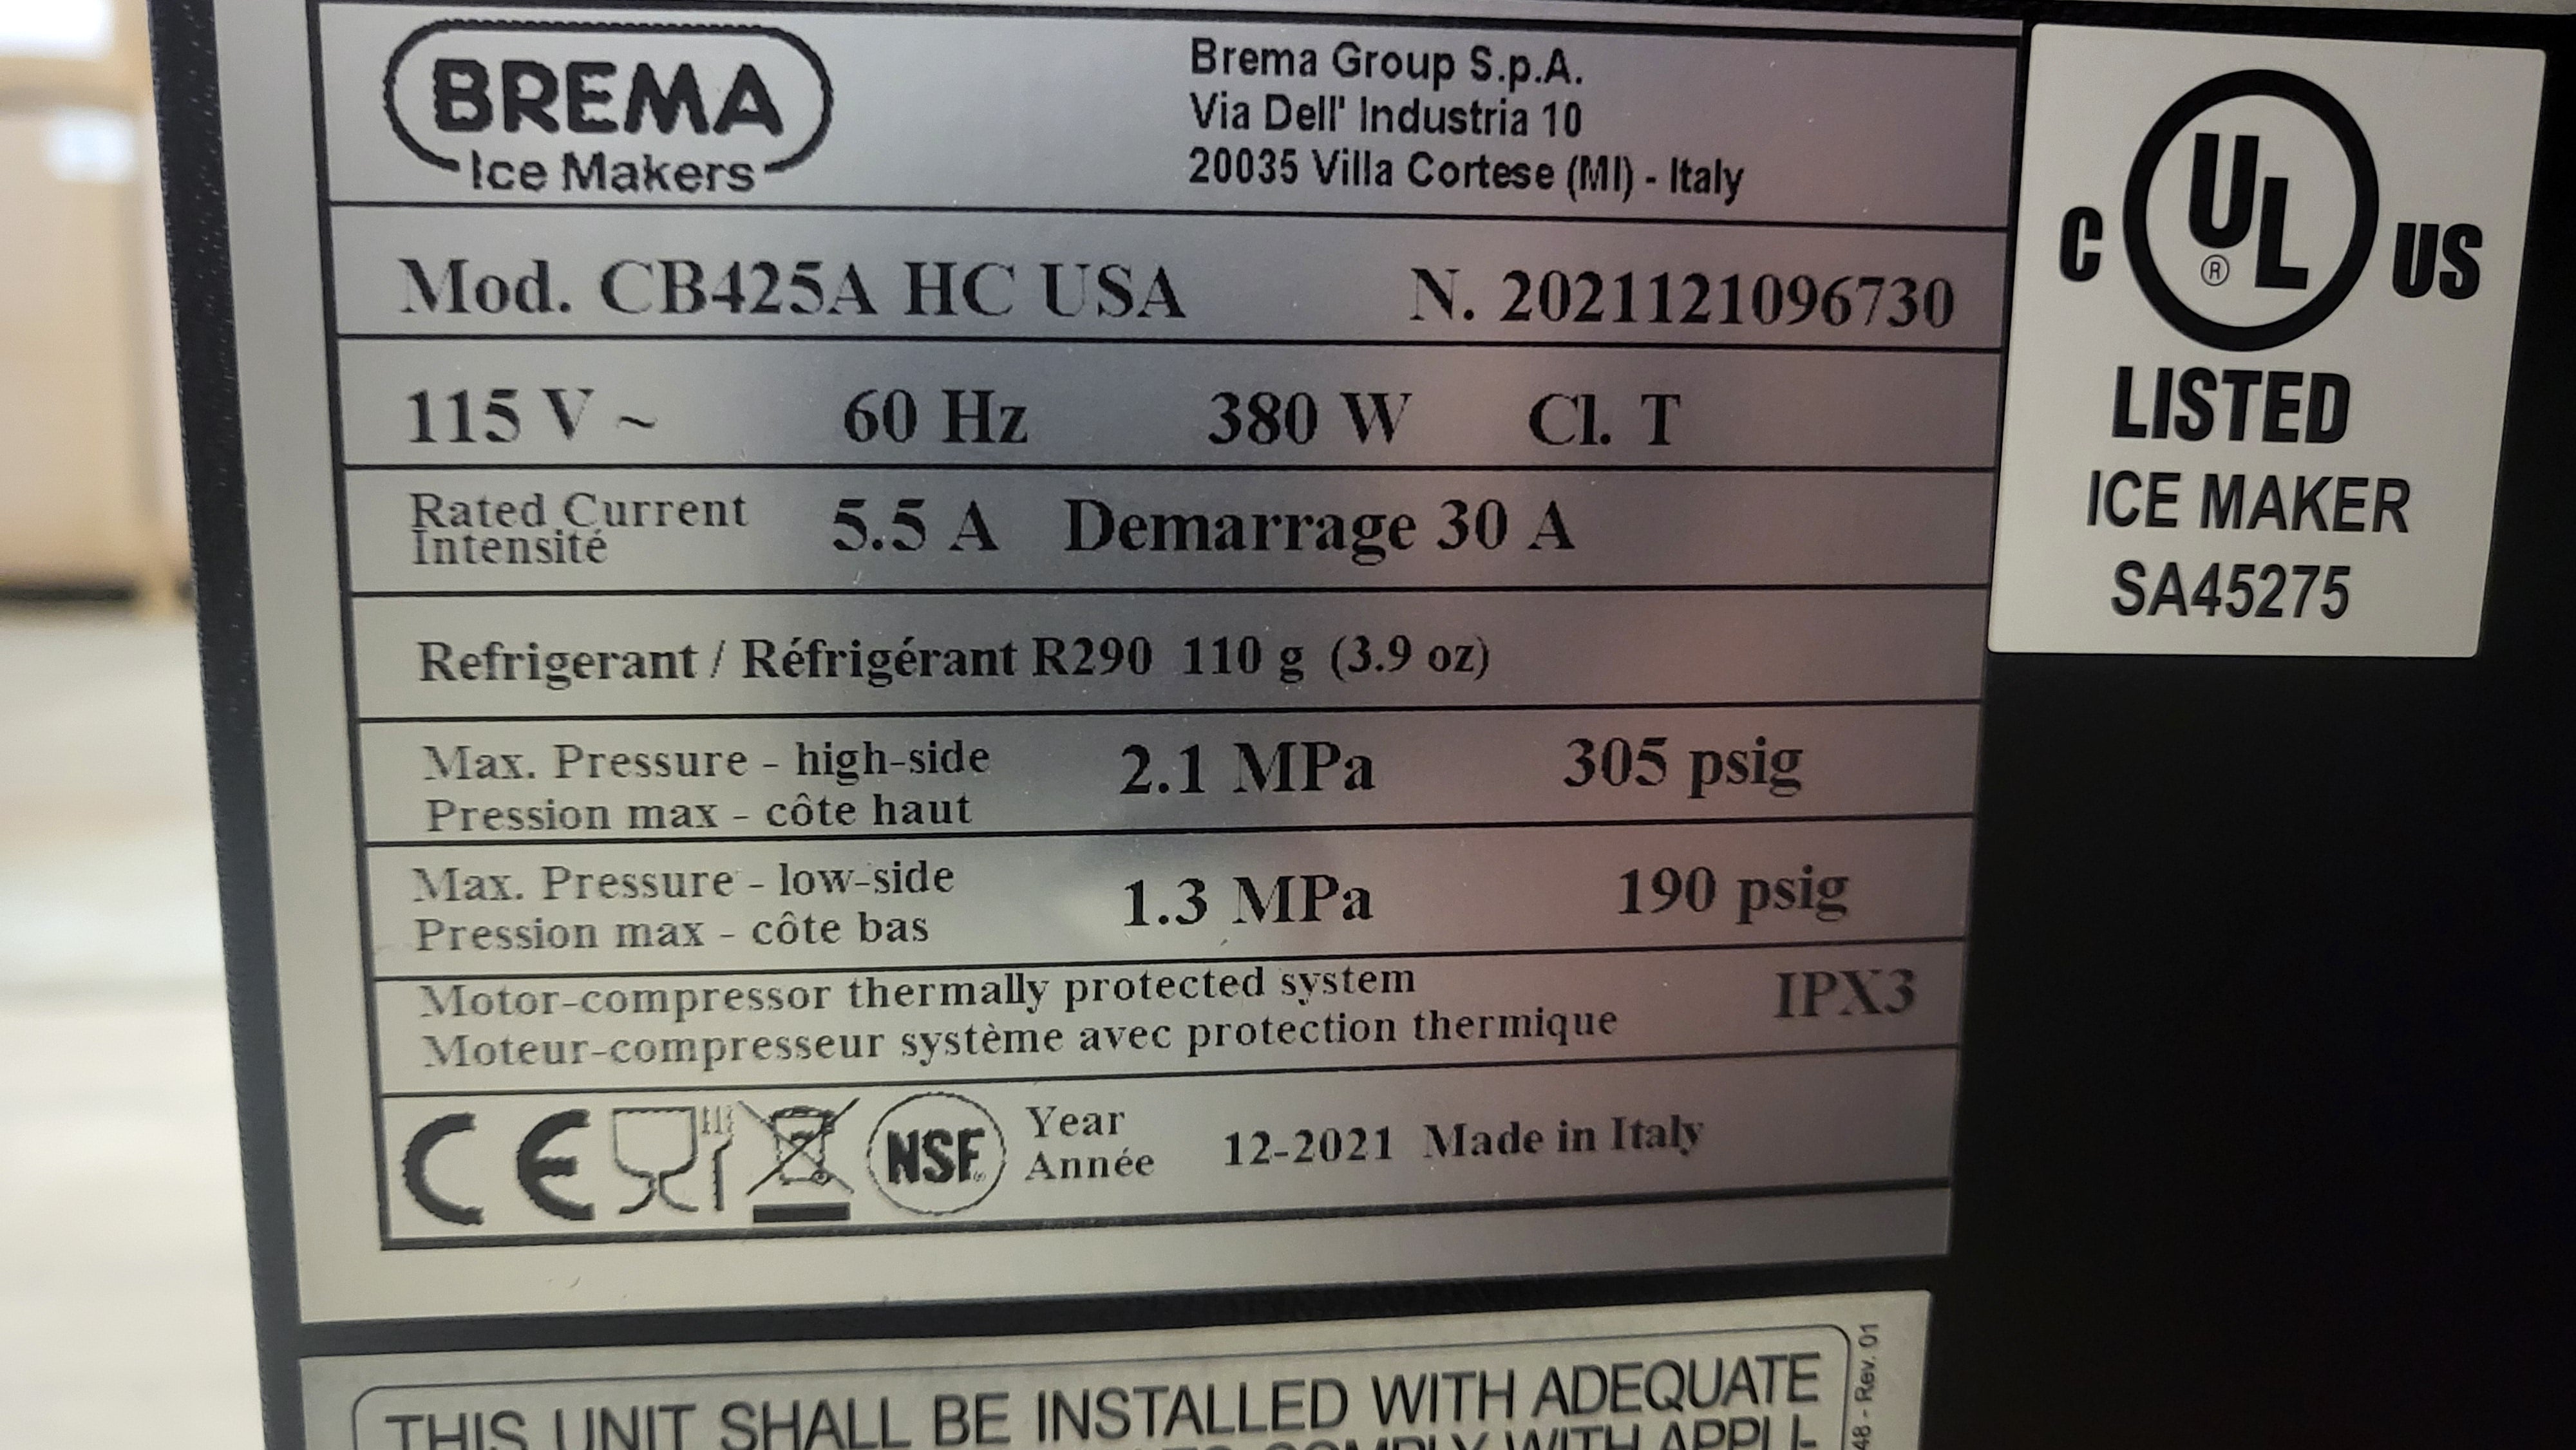 BREMA
Ice Makers
Brema Group S.p.A.
Via Dell' Industria 10
20035 Villa Cortese (MI) - Italy
Mod. CB425A HC USA N. 2021121096730
115 V ~ 60 Hz 380 W Cl. T
Rated Current
Intensité
5.5 A Demarrage 30 A
Refrigerant / Réfrigérant R290 110 g (3.9 oz)
Max. Pressure - high-side
Pression max - côte haut
2.1 MPa 305 psig
Max. Pressure - low-side
Pression max - côte bas
1.3 MPa 190 psig
Motor-compressor thermally protected system
Moteur-compresseur système avec protection thermique
IPX3
CE NSF
Year
Année
12-2021 Made in Italy
C UL ® US
LISTED
ICE MAKER
SA45275
THIS UNIT SHALL BE INSTALLED WITH ADEQUATE
COMPLY WITH APPLI-
48 - Rev. 01